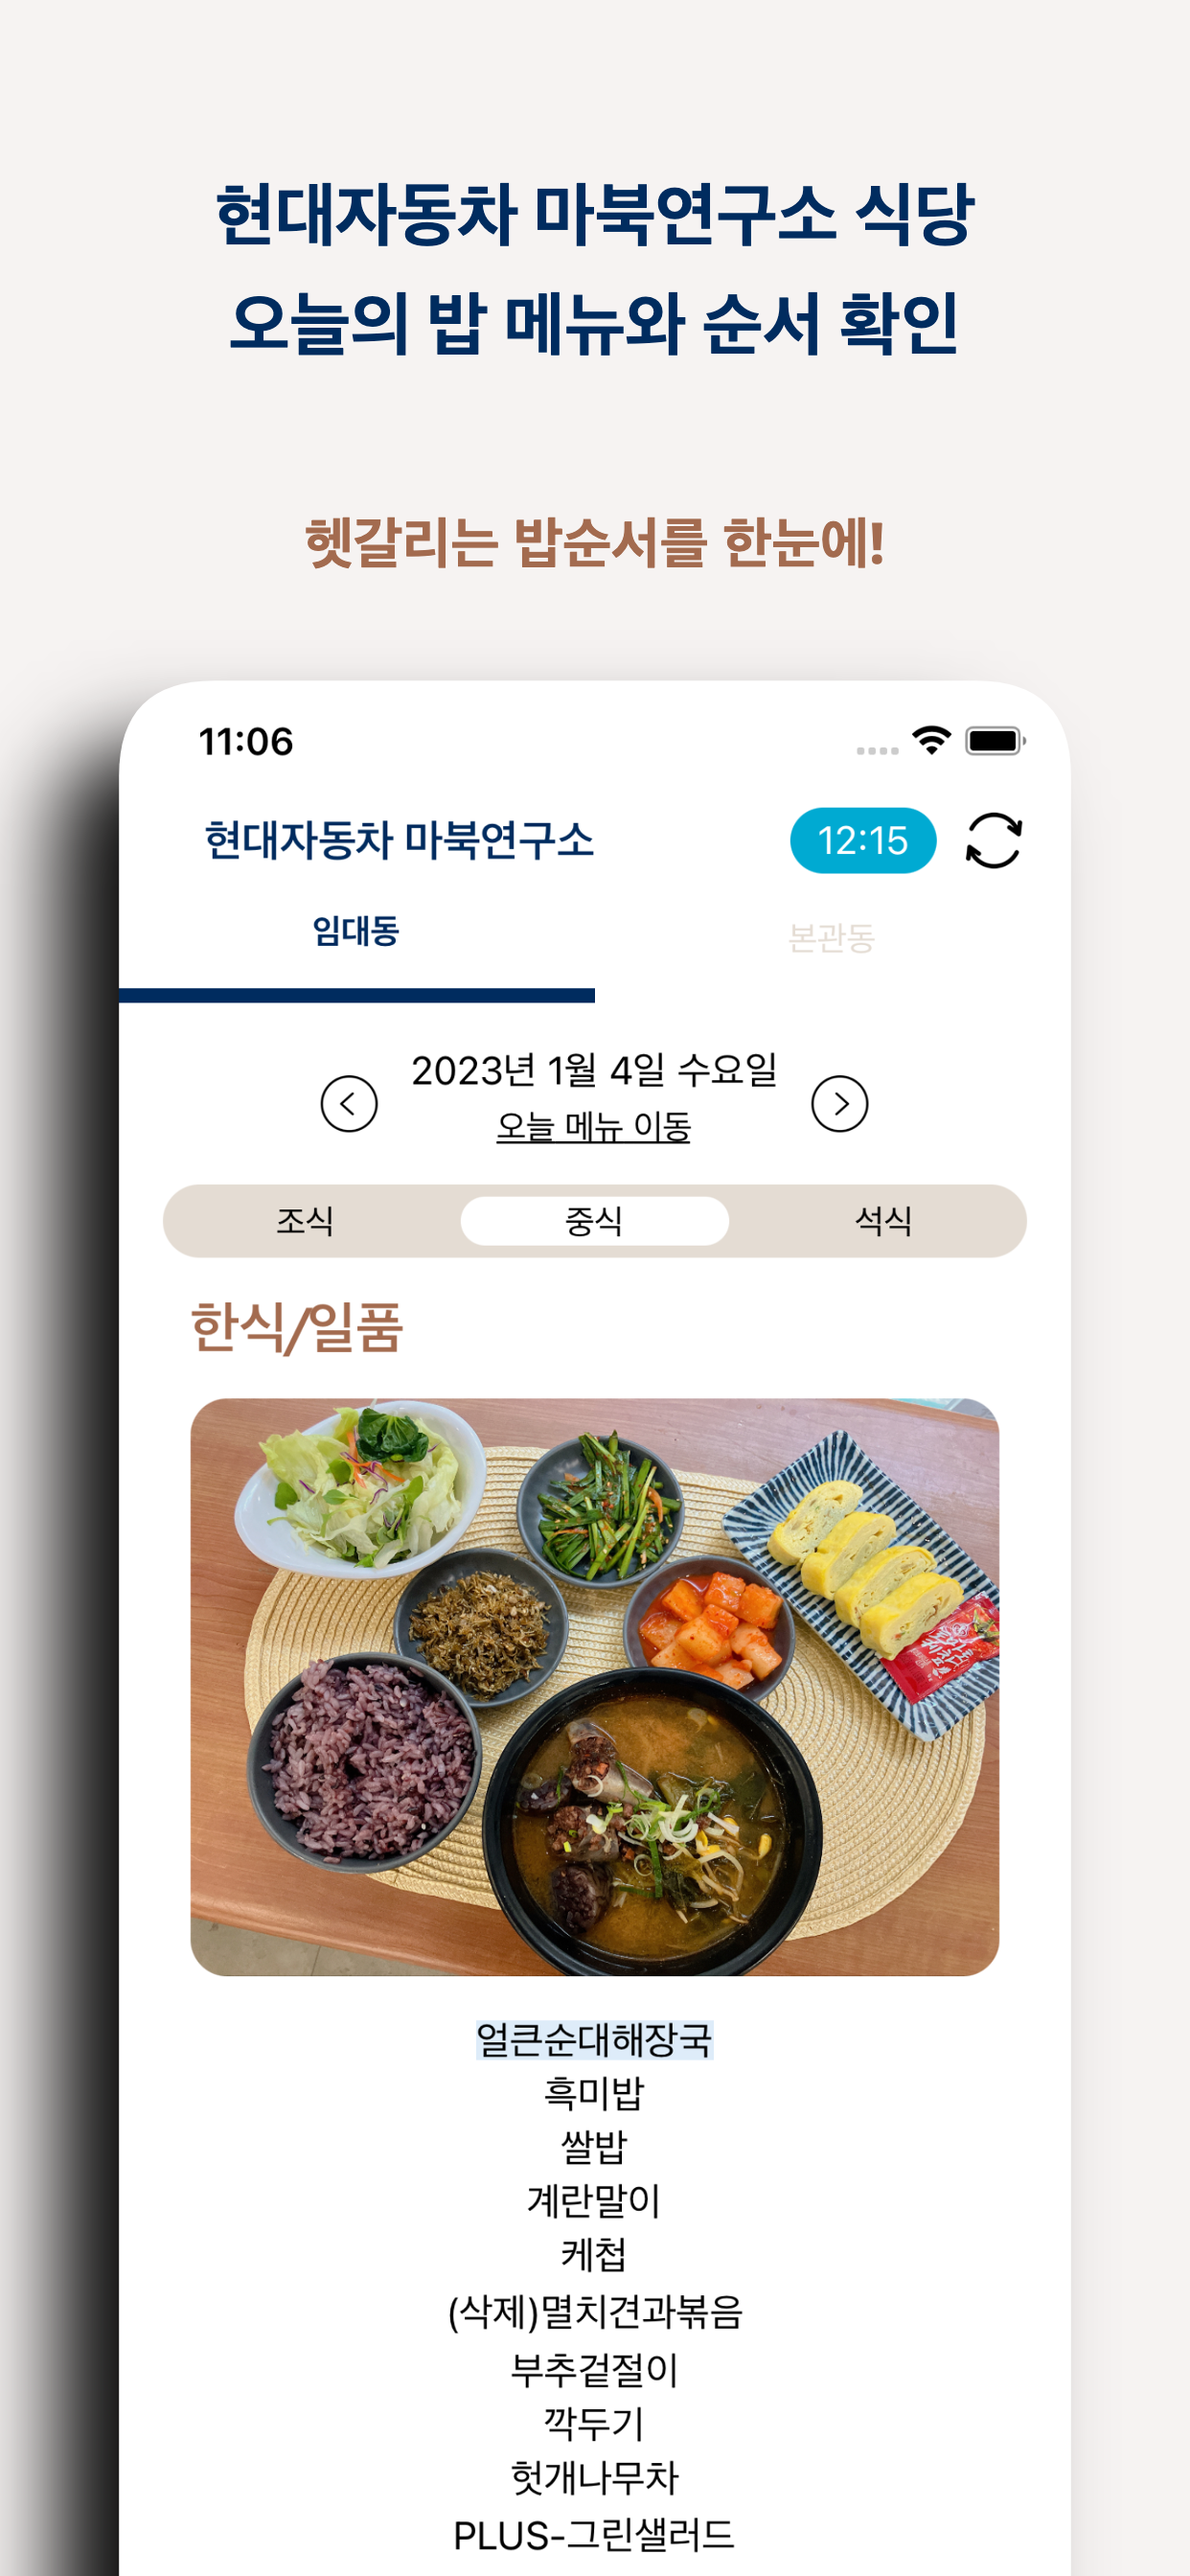 현대자동차 마북연구소 식당
오늘의 밥 메뉴와 순서 확인
헷갈리는 밥순서를 한눈에!
11:06
현대자동차 마북연구소
12:15
임대동
본관동
2023년 1월 4일 수요일
오늘 메뉴 이동
조식
중식
석식
한식/일품
얼큰순대해장국
흑미밥
쌀밥
계란말이
케첩
(삭제)멸치견과볶음
부추겉절이
깍두기
헛개나무차
PLUS-그린샐러드